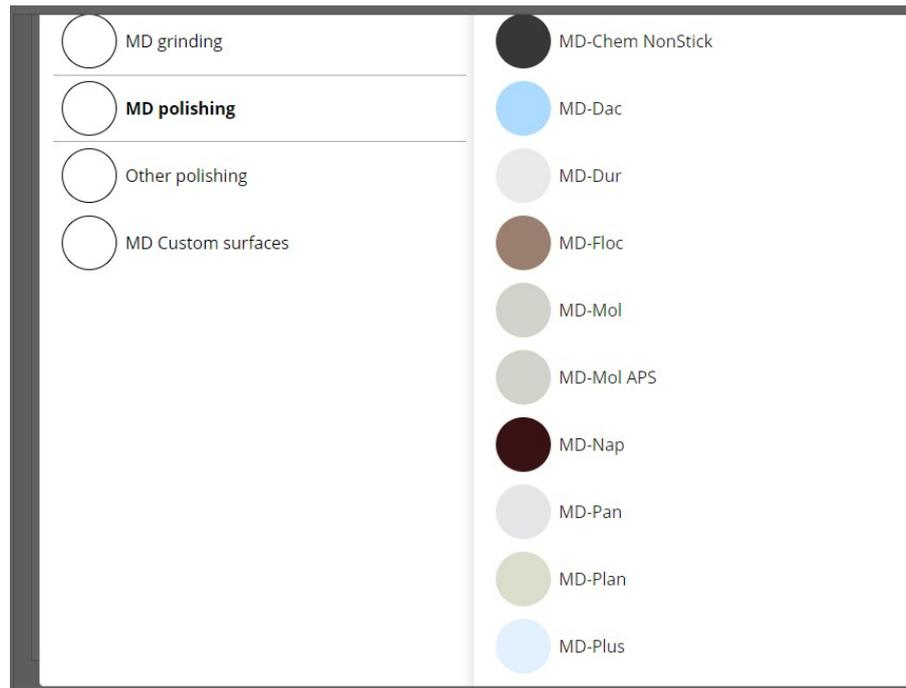 MD grinding
MD polishing
Other polishing
MD Custom surfaces
MD-Chem NonStick
MD-Dac
MD-Dur
MD-Floc
MD-Mol
MD-Mol APS
MD-Nap
MD-Pan
MD-Plan
MD-Plus